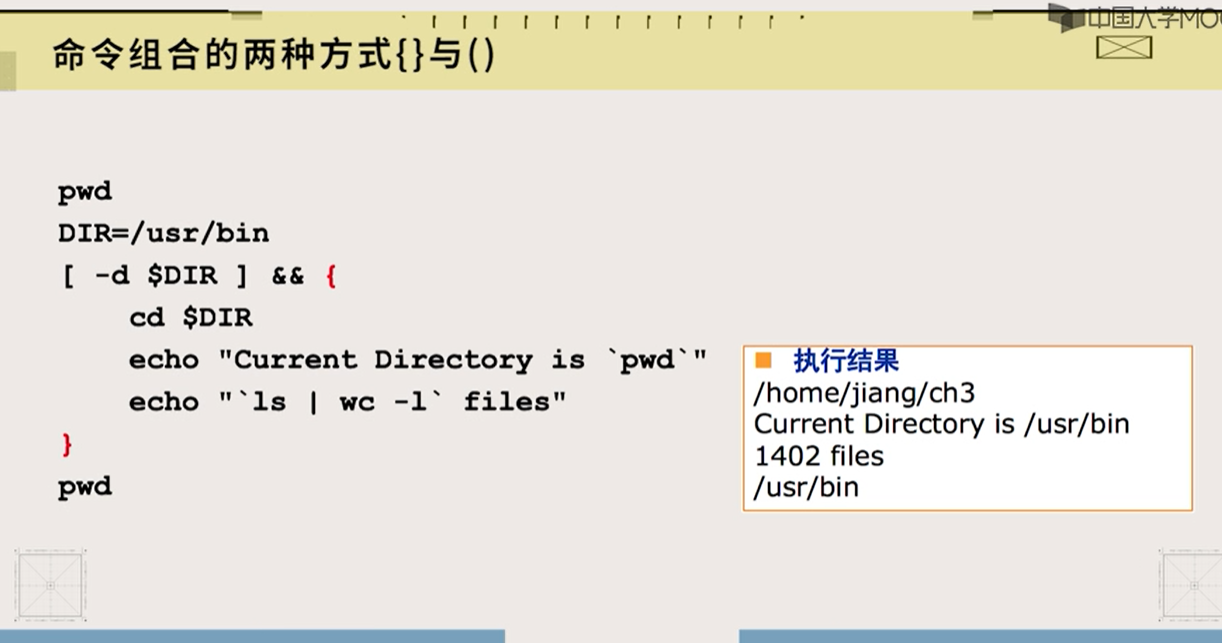 中国大学MOO
命令组合的两种方式{}与()
pwd
DIR=/usr/bin
[ -d $DIR ] && {
cd $DIR
echo "Current Directory is `pwd`"
echo "`ls | wc -l` files"
}
pwd
执行结果
/home/jiang/ch3
Current Directory is /usr/bin
1402 files
/usr/bin